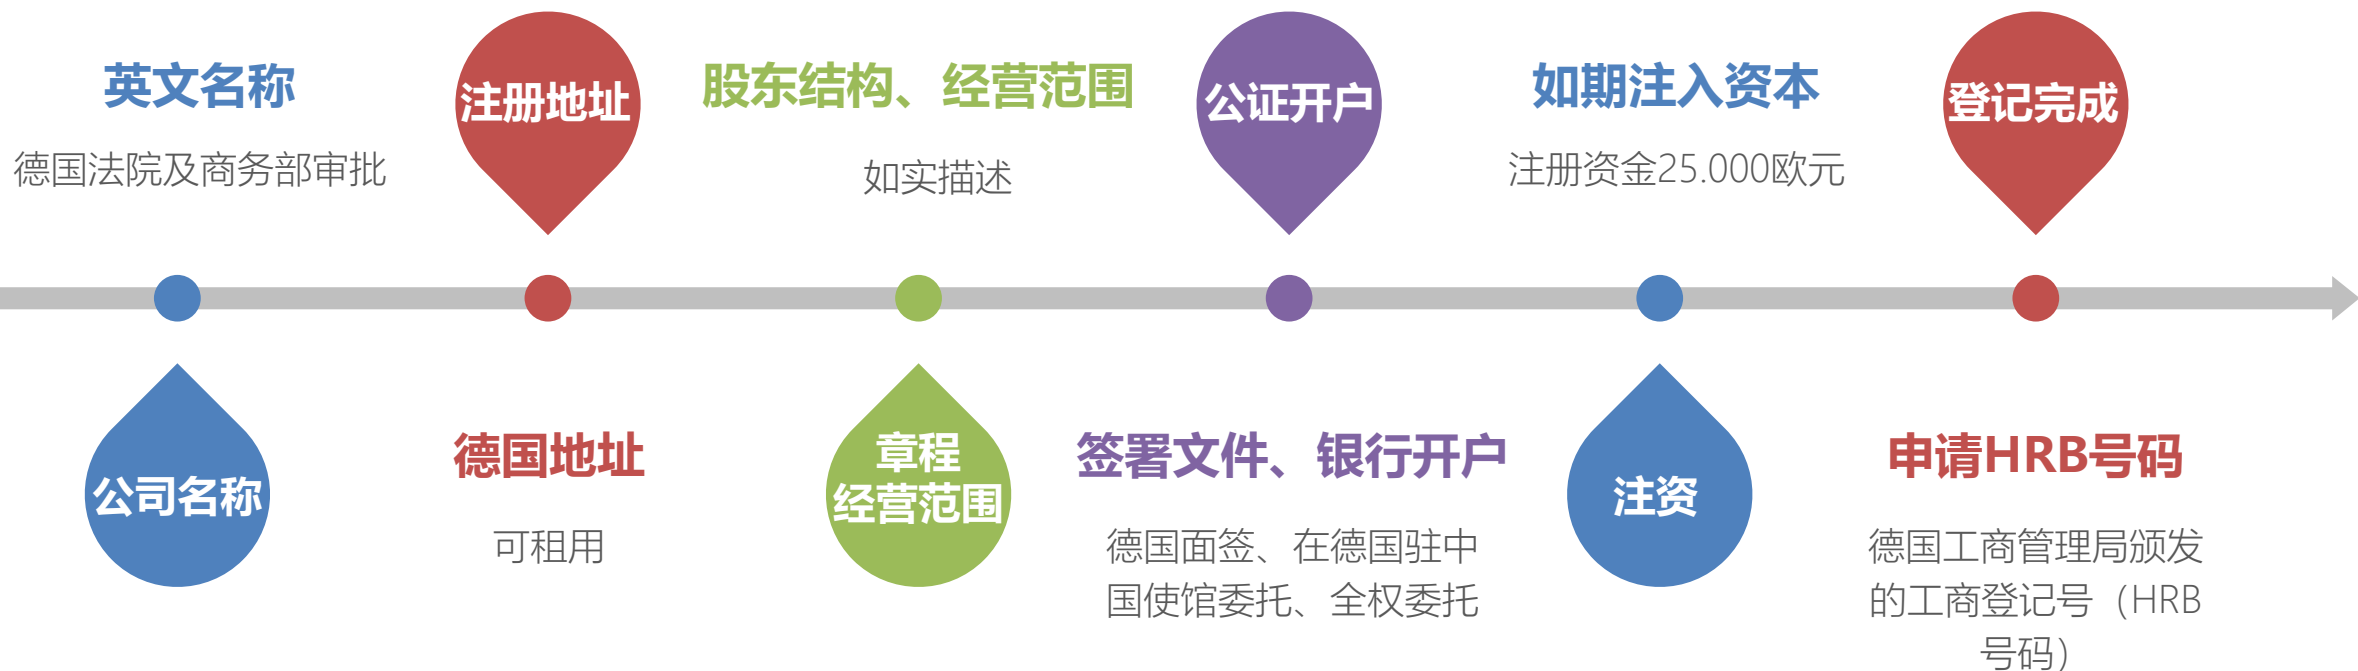 英文名称
德国法院及商务部审批
公司名称
注册地址
德国地址
可租用
股东结构、经营范围
如实描述
章程
经营范围
公证开户
签署文件、银行开户
德国面签、在德国驻中
国使馆委托、全权委托
如期注入资本
注册资金25.000欧元
注资
登记完成
申请HRB号码
德国工商管理局颁发
的工商登记号（HRB
号码）